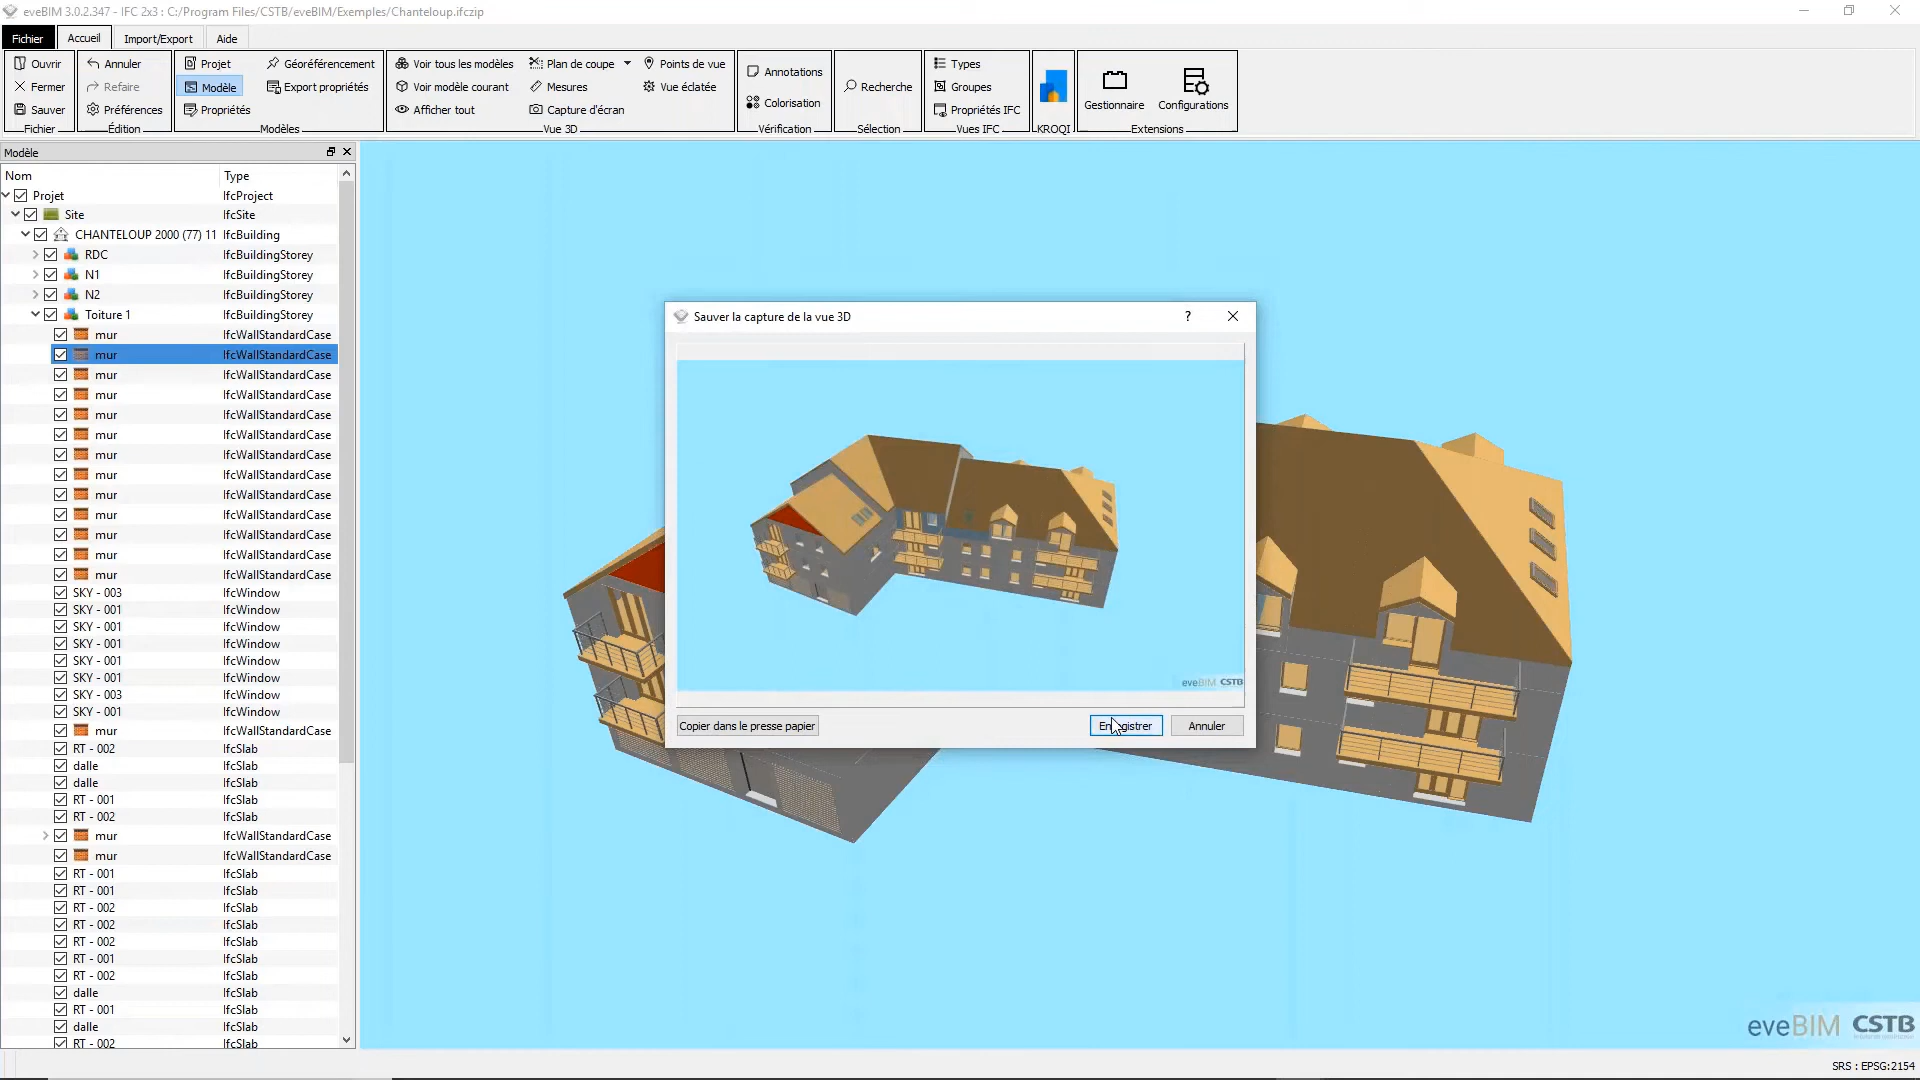 eveBIM 3.0.2.347 - IFC 2x3 : C:/Program Files/CSTB/eveBIM/Exemples/Chanteloup.ifczip
Fichier Accueil Import/Export Aide
Ouvrir Annuler Projet Géoréférencement Voir tous les modèles Plan de coupe Points de vue Annotations Types
Fermer Refaire Modèle Export propriétés Voir modèle courant Mesures Vue éclatée Recherche Groupes
Sauver Préférences Propriétés Afficher tout Capture d'écran Colorisation Propriétés IFC Gestionnaire Configurations
Fichier Édition Modèles Vue 3D Vérification Sélection Vues IFC KROQI Extensions
Modèle
Nom Type
Projet IfcProject
Site IfcSite
CHANTELOUP 2000 (77) 11 IfcBuilding
RDC IfcBuildingStorey
N1 IfcBuildingStorey
N2 IfcBuildingStorey
Toiture 1 IfcBuildingStorey
mur IfcWallStandardCase
mur IfcWallStandardCase
mur IfcWallStandardCase
mur IfcWallStandardCase
mur IfcWallStandardCase
mur IfcWallStandardCase
mur IfcWallStandardCase
mur IfcWallStandardCase
mur IfcWallStandardCase
mur IfcWallStandardCase
mur IfcWallStandardCase
mur IfcWallStandardCase
mur IfcWallStandardCase
SKY - 003 IfcWindow
SKY - 001 IfcWindow
SKY - 001 IfcWindow
SKY - 001 IfcWindow
SKY - 001 IfcWindow
SKY - 001 IfcWindow
SKY - 003 IfcWindow
SKY - 001 IfcWindow
mur IfcWallStandardCase
RT - 002 IfcSlab
dalle IfcSlab
dalle IfcSlab
RT - 001 IfcSlab
RT - 002 IfcSlab
mur IfcWallStandardCase
mur IfcWallStandardCase
RT - 001 IfcSlab
RT - 001 IfcSlab
RT - 002 IfcSlab
RT - 002 IfcSlab
RT - 002 IfcSlab
RT - 001 IfcSlab
RT - 002 IfcSlab
dalle IfcSlab
RT - 001 IfcSlab
dalle IfcSlab
RT - 002 IfcSlab
Sauver la capture de la vue 3D ?
eveBIM CSTB
Copier dans le presse papier Enregistrer Annuler
eveBIM CSTB
SRS : EPSG:2154